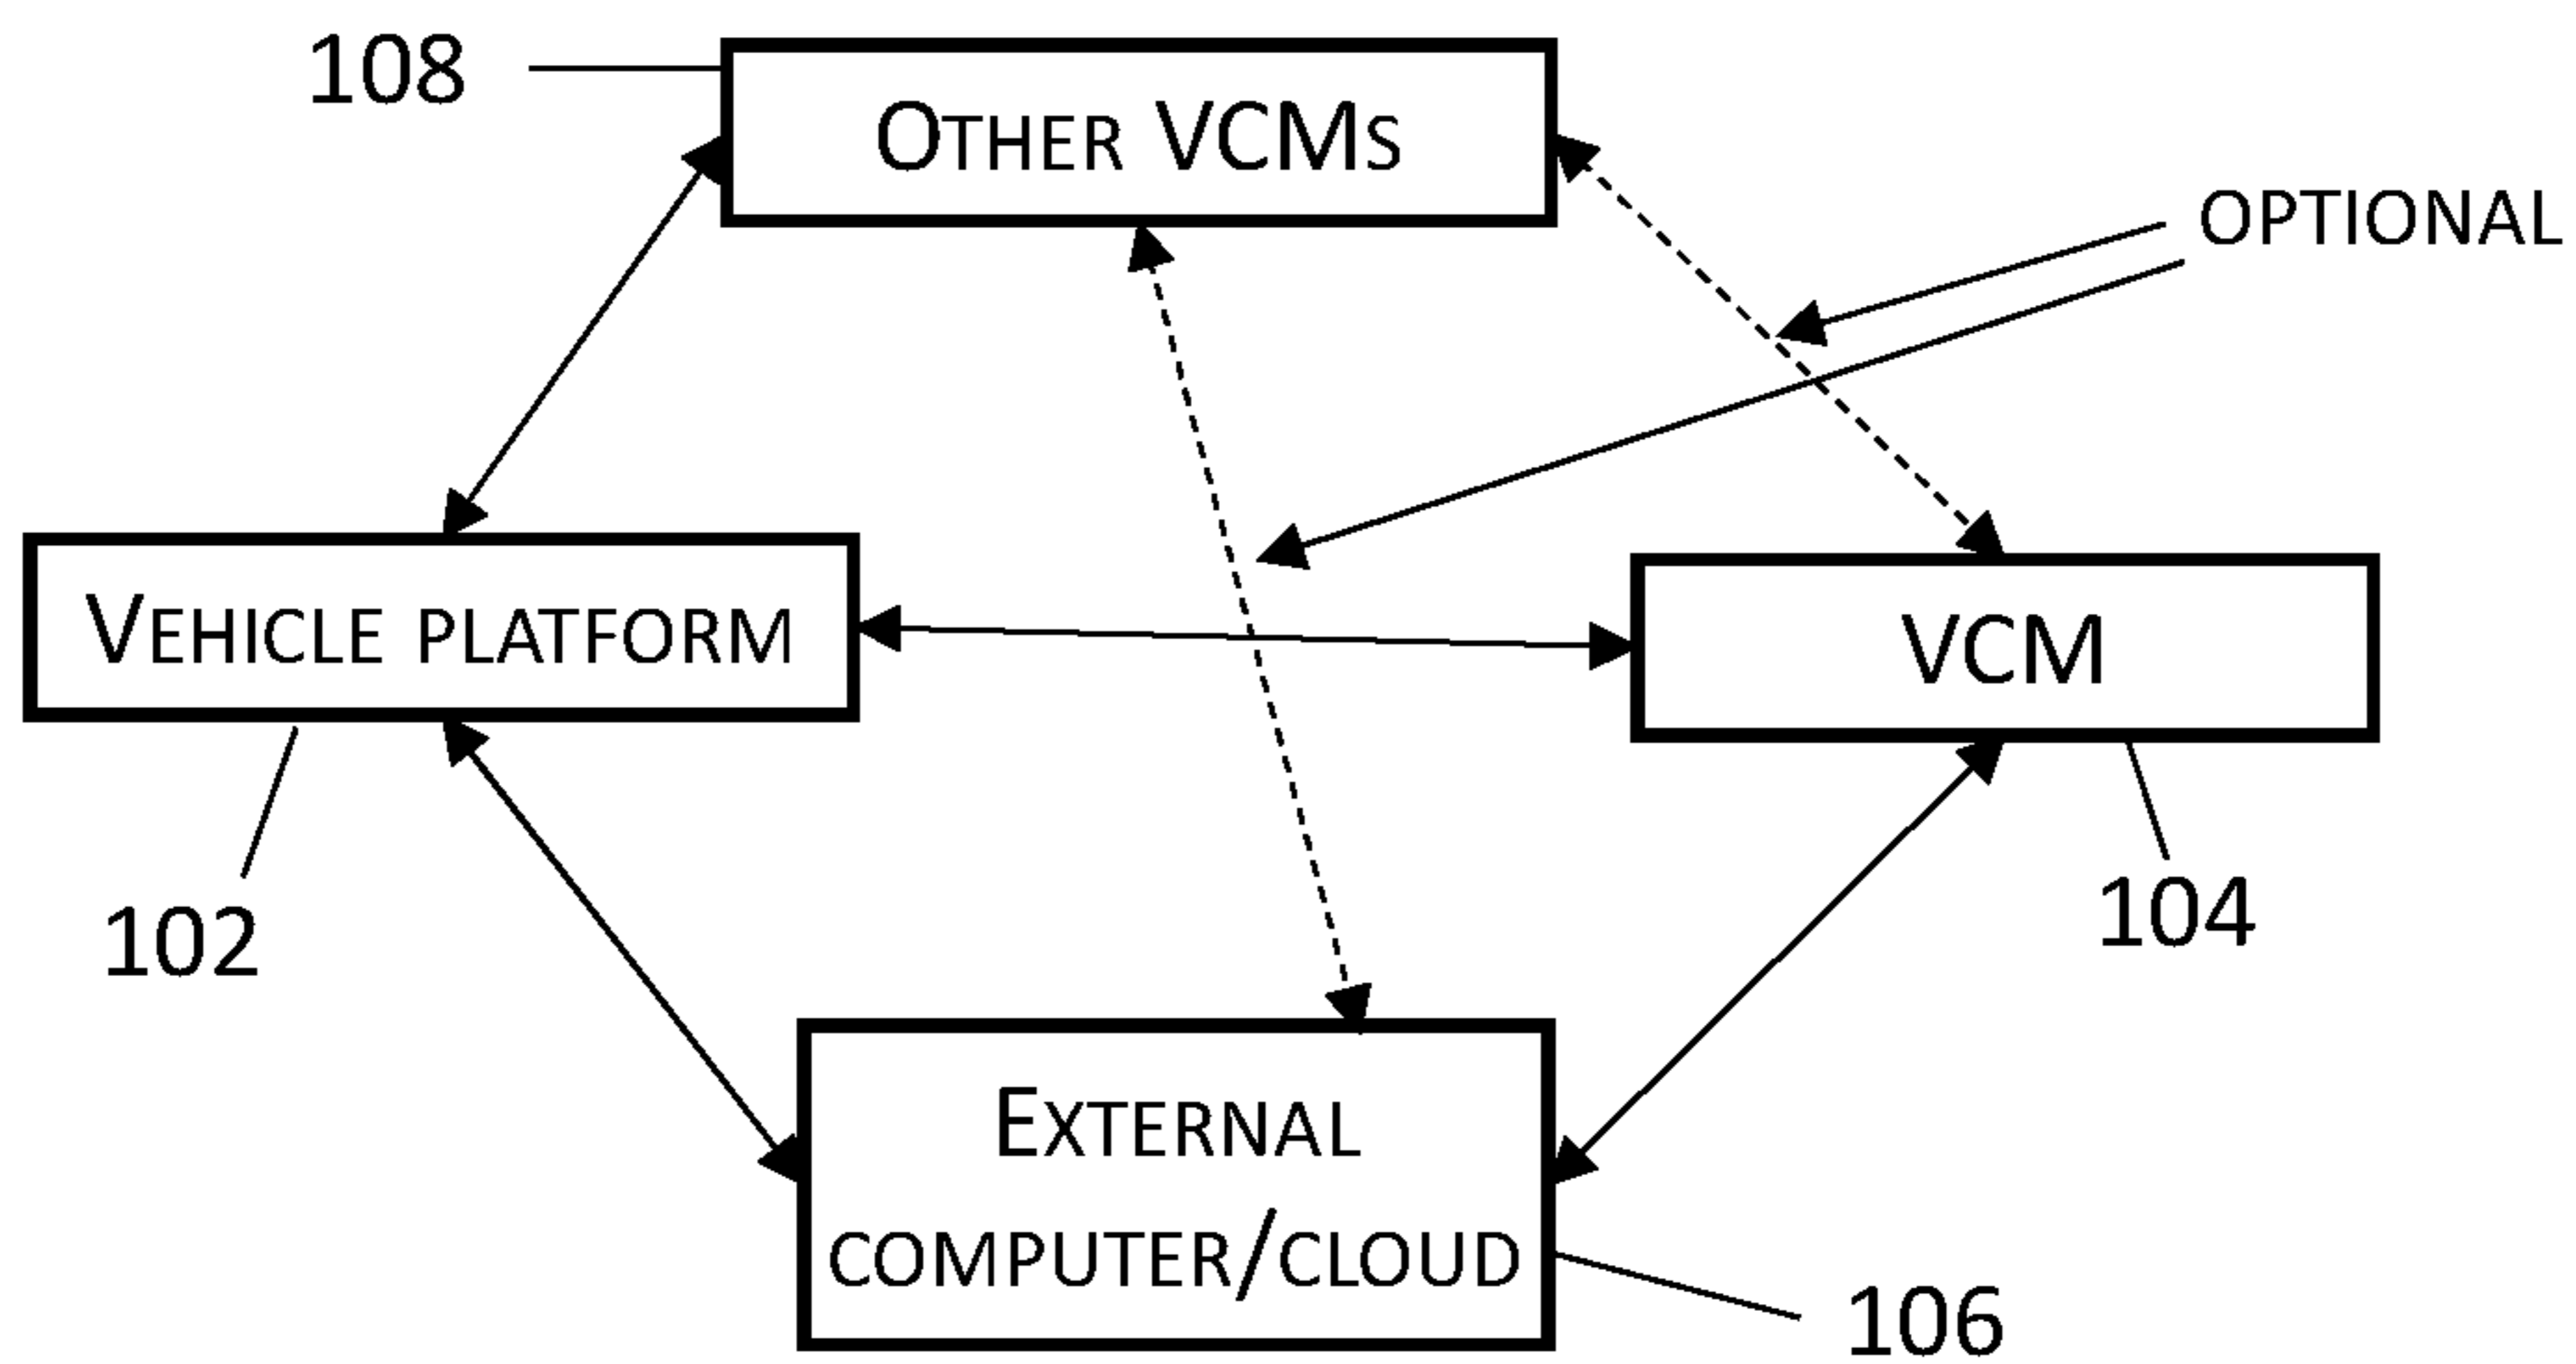 108
OTHER VCMS
OPTIONAL
VEHICLE PLATFORM
VCM
102
104
EXTERNAL
COMPUTER/CLOUD
106